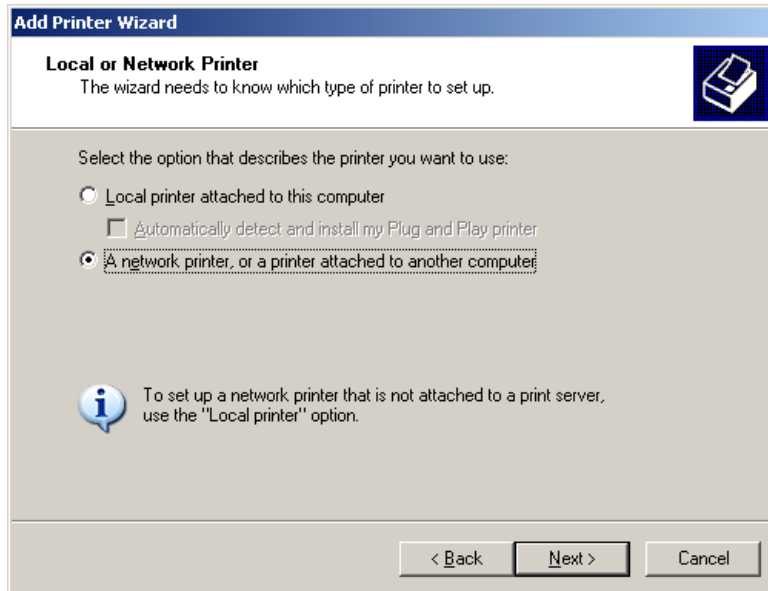 Add Printer Wizard
Local or Network Printer
The wizard needs to know which type of printer to set up.
Select the option that describes the printer you want to use:
Local printer attached to this computer
Automatically detect and install my Plug and Play printer
A network printer, or a printer attached to another computer
To set up a network printer that is not attached to a print server,
use the "Local printer" option.
< Back
Next >
Cancel